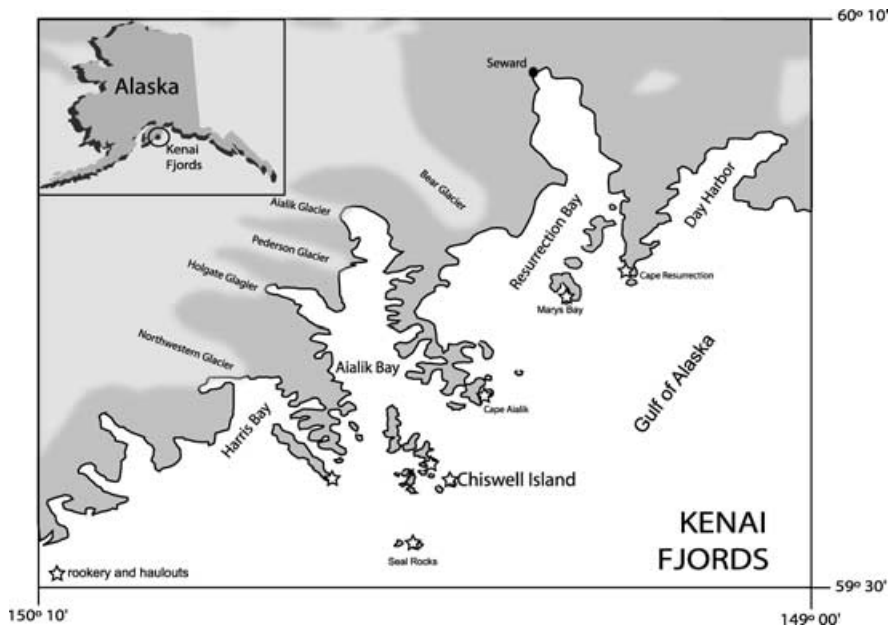 60º 10'
Alaska
Kenai
Fjords
Seward
Bear Glacier
Aialik Glacier
Pederson Glacier
Holgate Glagier
Northwestern Glacier
Resurrection Bay
Day Harbor
Cape Resurrection
Marys Bay
Gulf of Alaska
Aialik Bay
Cape Aialik
Harris Bay
Chiswell Island
Seal Rocks
KENAI
FJORDS
rookery and haulouts
59º 30'
150º 10'
149º 00'